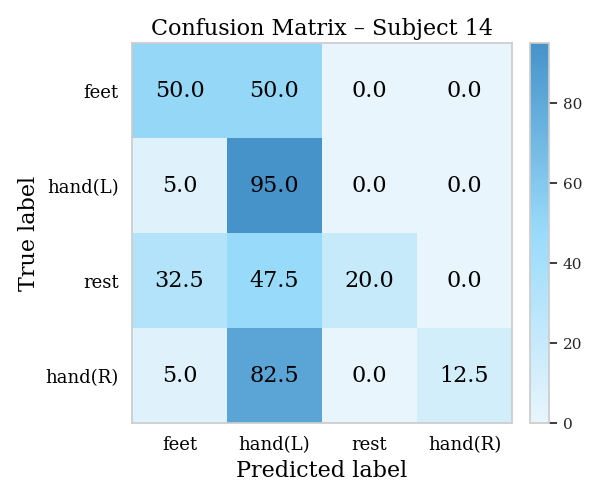 Confusion Matrix – Subject 14
True label
feet 50.0 50.0 0.0 0.0
hand(L) 5.0 95.0 0.0 0.0
rest 32.5 47.5 20.0 0.0
hand(R) 5.0 82.5 0.0 12.5
feet hand(L) rest hand(R)
Predicted label
80
60
40
20
0